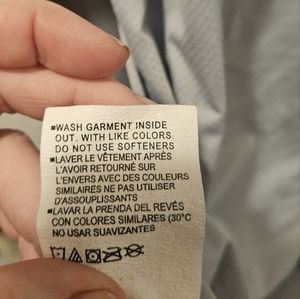 ▪WASH GARMENT INSIDE
OUT. WITH LIKE COLORS.
DO NOT USE SOFTENERS
▪LAVER LE VÊTEMENT APRÈS
L'AVOIR RETOURNÉ SUR
L'ENVERS AVEC DES COULEURS
SIMILAIRES NE PAS UTILISER
D'ASSOUPLISSANTS
▪LAVAR LA PRENDA DEL REVÉS
CON COLORES SIMILARES (30°C
NO USAR SUAVIZANTES